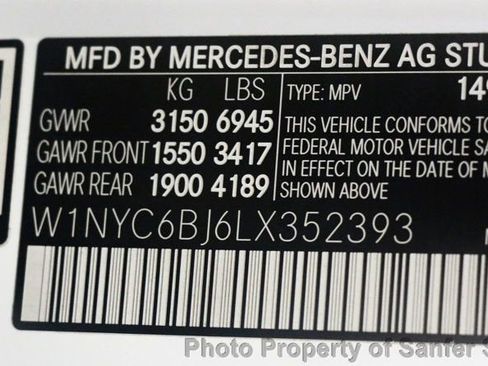 MFD BY MERCEDES-BENZ AG STU
KG LBS
TYPE: MPV 149
GVWR 3150 6945
THIS VEHICLE CONFORMS TO
GAWR FRONT 1550 3417
FEDERAL MOTOR VEHICLE SA
IN EFFECT ON THE DATE OF M
GAWR REAR 1900 4189
SHOWN ABOVE
W1NYC6BJ6LX352393
Photo Property of Sanfer S